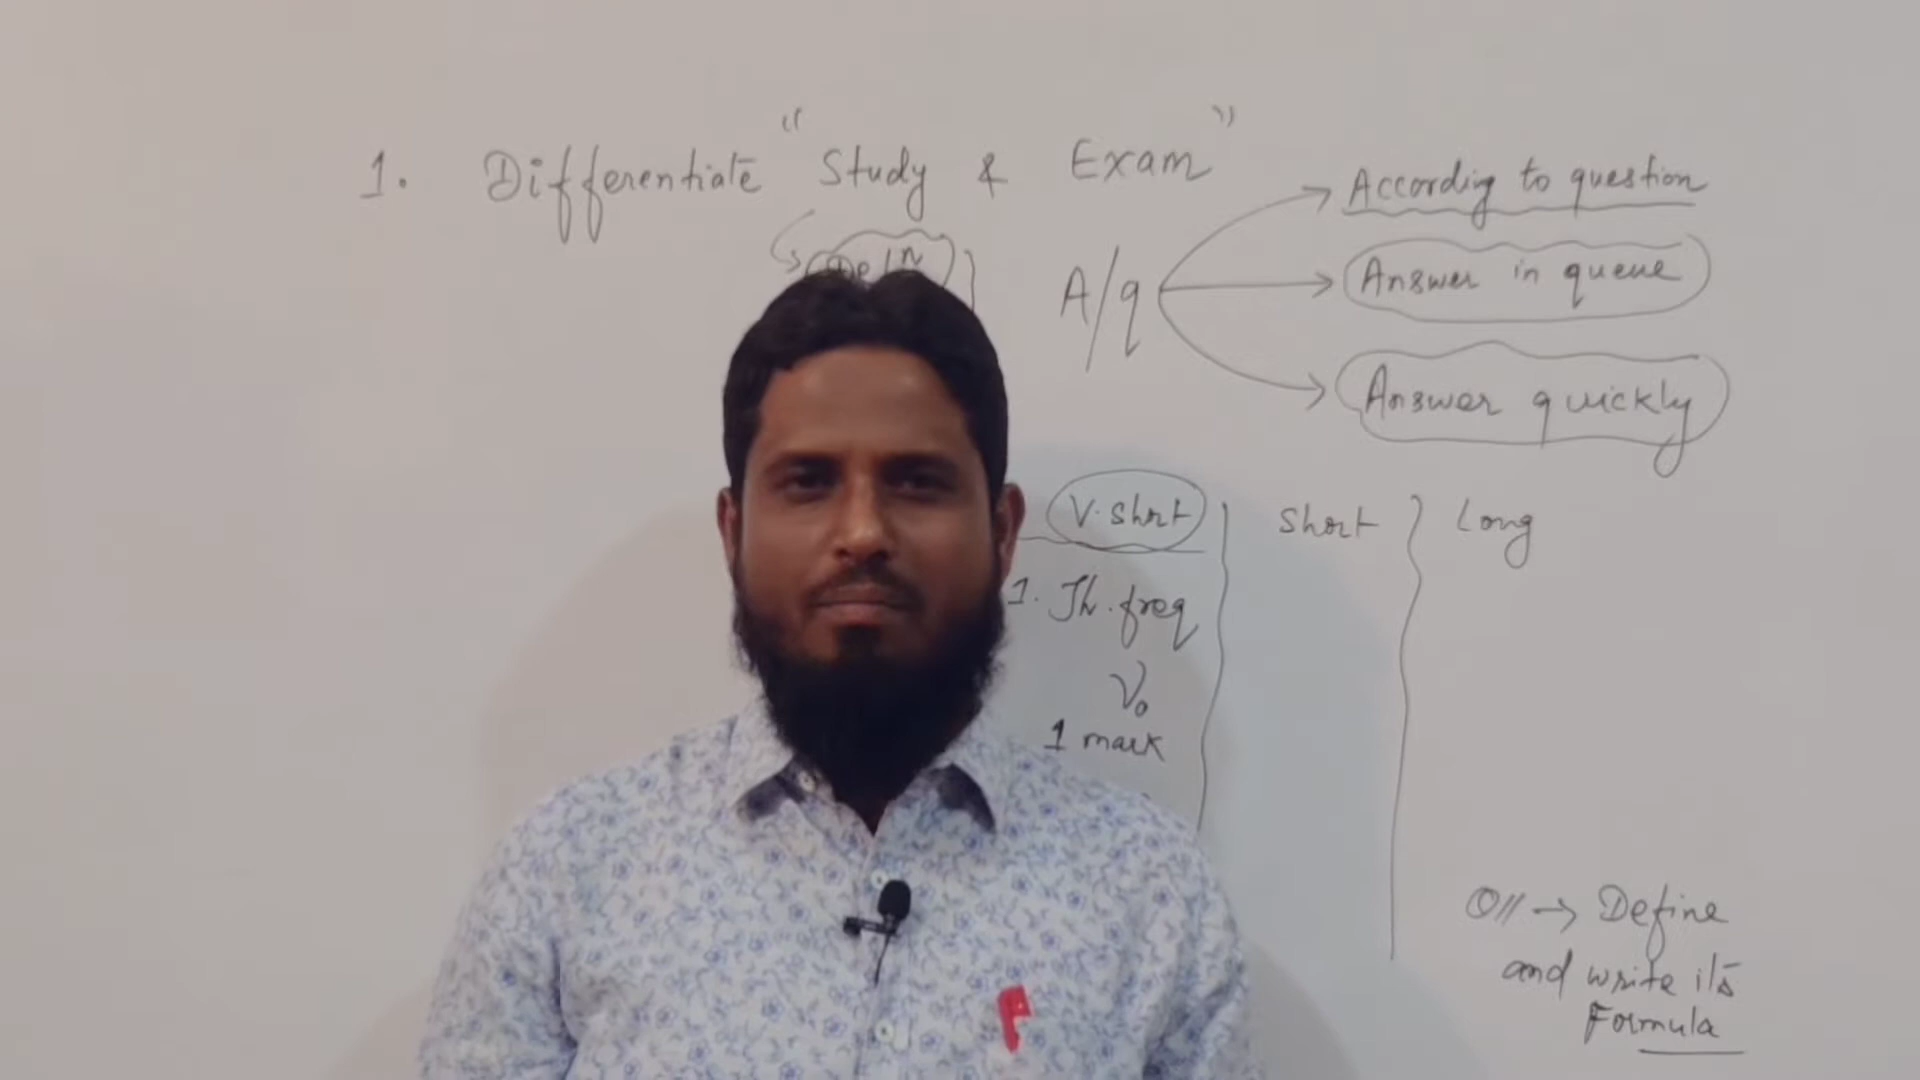 1. Differentiate "Study & Exam"
According to question
A/q
Answer in queue
Answer quickly
V. Short
Short
Long
1. Th. freq
ν₀
1 mark
Q// → Define
and write its
Formula
P